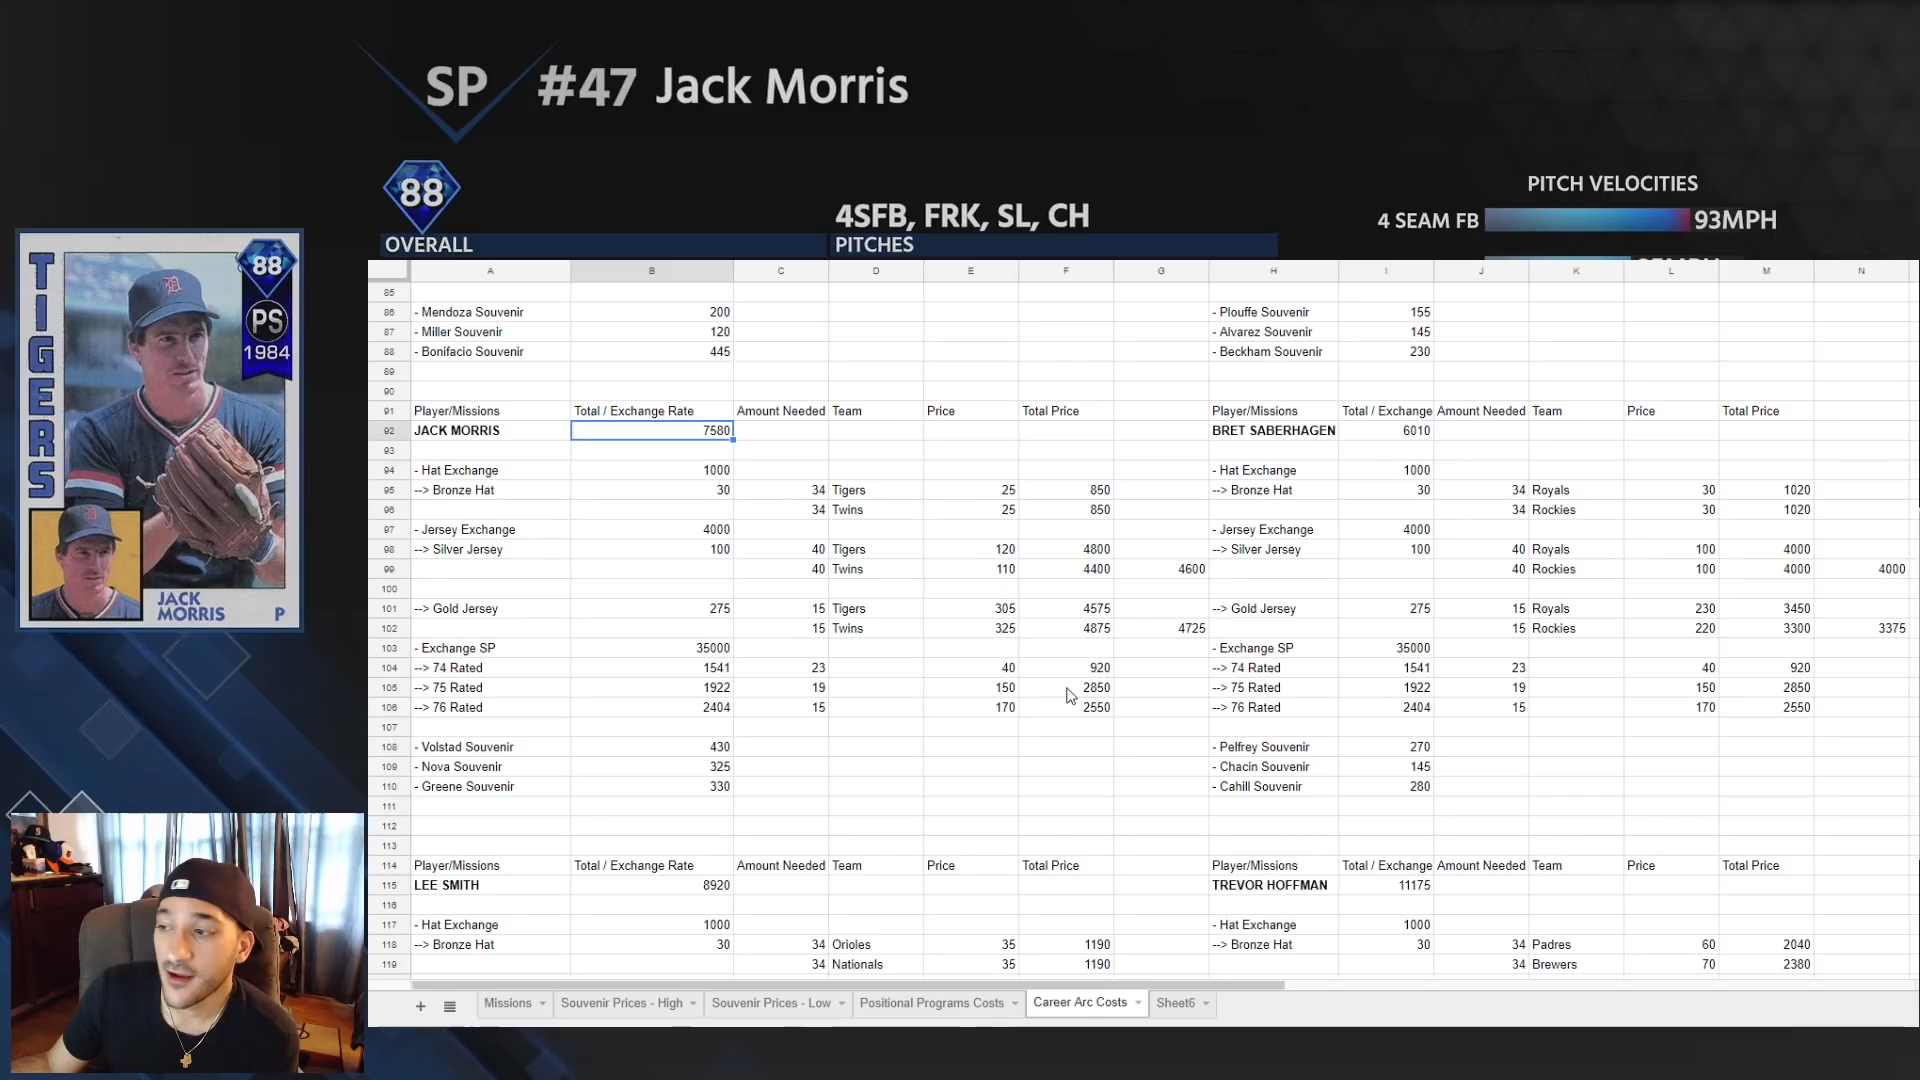 SP #47 Jack Morris
88
OVERALL
4SFB, FRK, SL, CH
PITCHES
PITCH VELOCITIES
4 SEAM FB 93MPH
TIGERS
88
PS
1984
JACK
MORRIS P
A B C D E F G H I J K L M N
85
86 - Mendoza Souvenir 200 - Plouffe Souvenir 155
87 - Miller Souvenir 120 - Alvarez Souvenir 145
88 - Bonifacio Souvenir 445 - Beckham Souvenir 230
89
90
91 Player/Missions Total / Exchange Rate Amount Needed Team Price Total Price Player/Missions Total / Exchange Amount Needed Team Price Total Price
92 JACK MORRIS 7580 BRET SABERHAGEN 6010
93
94 - Hat Exchange 1000 - Hat Exchange 1000
95 --> Bronze Hat 30 34 Tigers 25 850 --> Bronze Hat 30 34 Royals 30 1020
96 34 Twins 25 850 34 Rockies 30 1020
97 - Jersey Exchange 4000 - Jersey Exchange 4000
98 --> Silver Jersey 100 40 Tigers 120 4800 --> Silver Jersey 100 40 Royals 100 4000
99 40 Twins 110 4400 4600 40 Rockies 100 4000 4000
100
101 --> Gold Jersey 275 15 Tigers 305 4575 --> Gold Jersey 275 15 Royals 230 3450
102 15 Twins 325 4875 4725 15 Rockies 220 3300 3375
103 - Exchange SP 35000 - Exchange SP 35000
104 --> 74 Rated 1541 23 40 920 --> 74 Rated 1541 23 40 920
105 --> 75 Rated 1922 19 150 2850 --> 75 Rated 1922 19 150 2850
106 --> 76 Rated 2404 15 170 2550 --> 76 Rated 2404 15 170 2550
107
108 - Volstad Souvenir 430 - Pelfrey Souvenir 270
109 - Nova Souvenir 325 - Chacin Souvenir 145
110 - Greene Souvenir 330 - Cahill Souvenir 280
111
112
113
114 Player/Missions Total / Exchange Rate Amount Needed Team Price Total Price Player/Missions Total / Exchange Amount Needed Team Price Total Price
115 LEE SMITH 8920 TREVOR HOFFMAN 11175
116
117 - Hat Exchange 1000 - Hat Exchange 1000
118 --> Bronze Hat 30 34 Orioles 35 1190 --> Bronze Hat 30 34 Padres 60 2040
119 34 Nationals 35 1190 34 Brewers 70 2380
+ Missions Souvenir Prices - High Souvenir Prices - Low Positional Programs Costs Career Arc Costs Sheet6